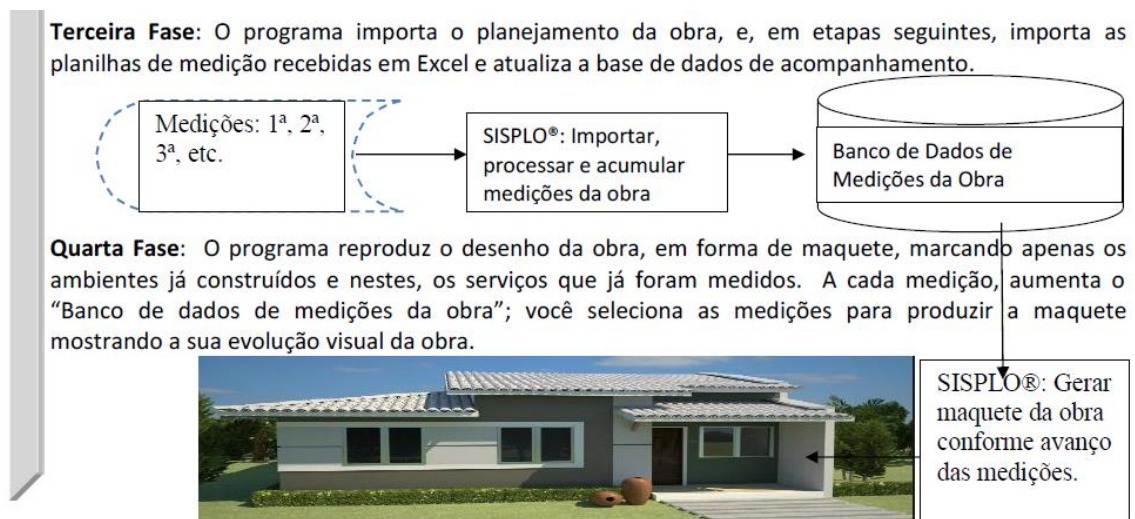 Terceira Fase: O programa importa o planejamento da obra, e, em etapas seguintes, importa as
planilhas de medição recebidas em Excel e atualiza a base de dados de acompanhamento.
Medições: 1ª, 2ª,
3ª, etc.
SISPLO®: Importar,
processar e acumular
medições da obra
Banco de Dados de
Medições da Obra
Quarta Fase: O programa reproduz o desenho da obra, em forma de maquete, marcando apenas os
ambientes já construídos e nestes, os serviços que já foram medidos. A cada medição, aumenta o
“Banco de dados de medições da obra”; você seleciona as medições para produzir a maquete
mostrando a sua evolução visual da obra.
SISPLO®: Gerar
maquete da obra
conforme avanço
das medições.